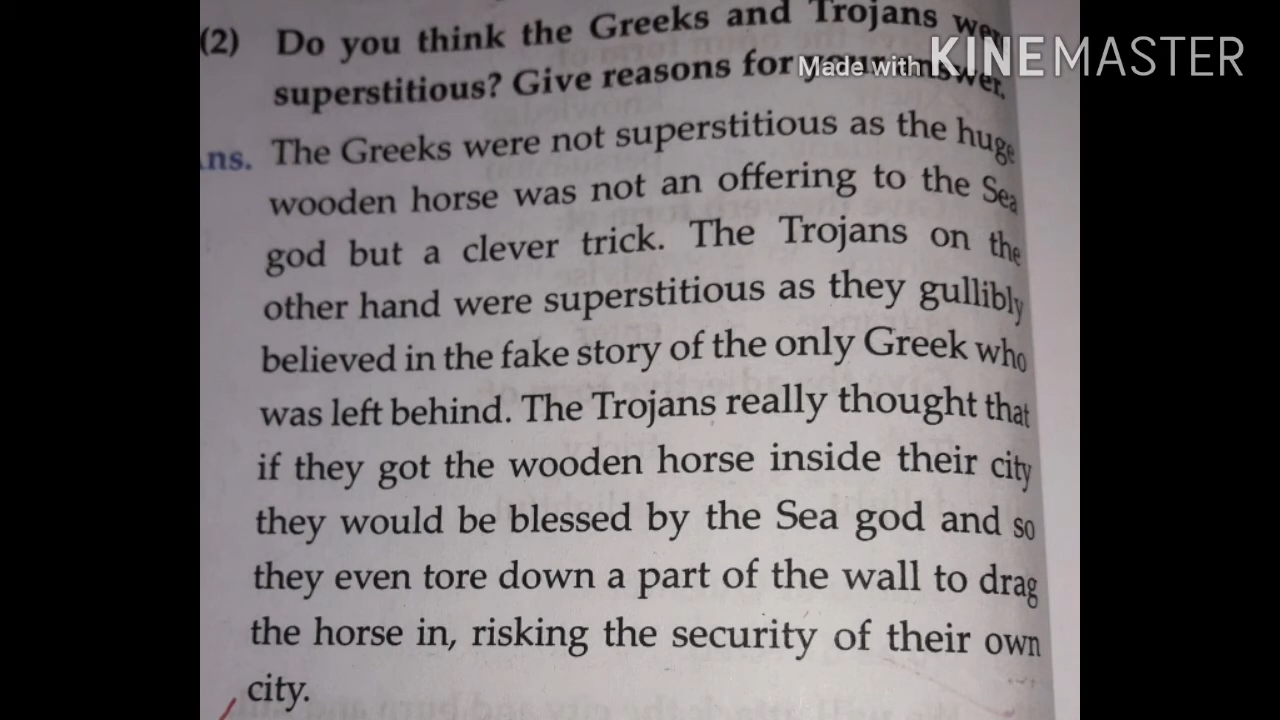 (2) Do you think the Greeks and Trojans were
superstitious? Give reasons for your answer.
Made with KINEMASTER
ns. The Greeks were not superstitious as the huge
wooden horse was not an offering to the Sea
god but a clever trick. The Trojans on the
other hand were superstitious as they gullibly
believed in the fake story of the only Greek who
was left behind. The Trojans really thought that
if they got the wooden horse inside their city
they would be blessed by the Sea god and so
they even tore down a part of the wall to drag
the horse in, risking the security of their own
city.